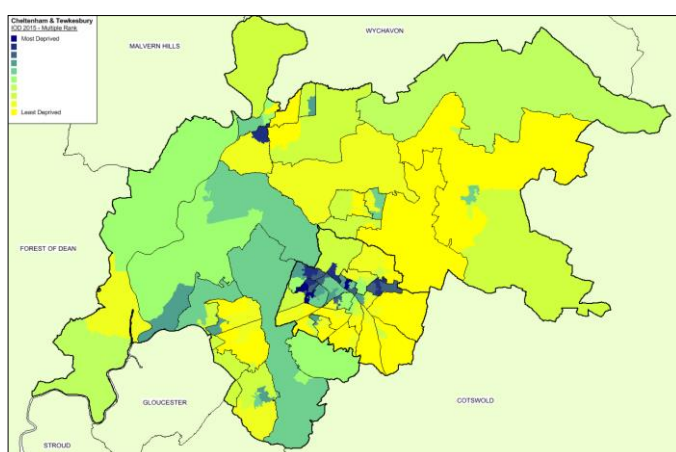 Cheltenham & Tewkesbury
IOD 2015 - Multiple Rank
Most Deprived
Least Deprived
MALVERN HILLS
WYCHAVON
FOREST OF DEAN
GLOUCESTER
COTSWOLD
STROUD